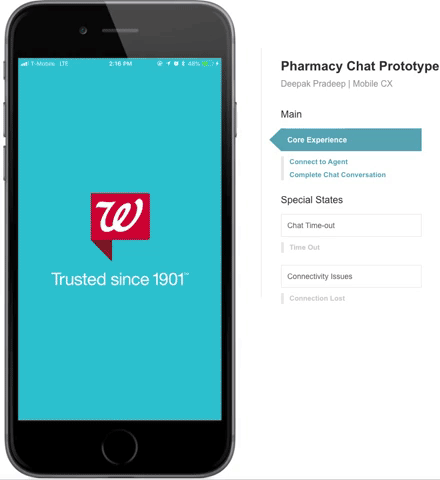 T-Mobile LTE 2:16 PM 48%
W
Trusted since 1901™
Pharmacy Chat Prototype
Deepak Pradeep | Mobile CX
Main
Core Experience
Connect to Agent
Complete Chat Conversation
Special States
Chat Time-out
Time Out
Connectivity Issues
Connection Lost